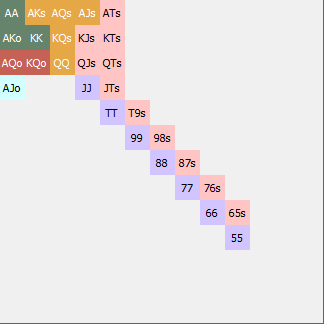 AA AKs AQs AJs ATs
AKo KK KQs KJs KTs
AQo KQo QQ QJs QTs
AJo JJ JTs
TT T9s
99 98s
88 87s
77 76s
66 65s
55